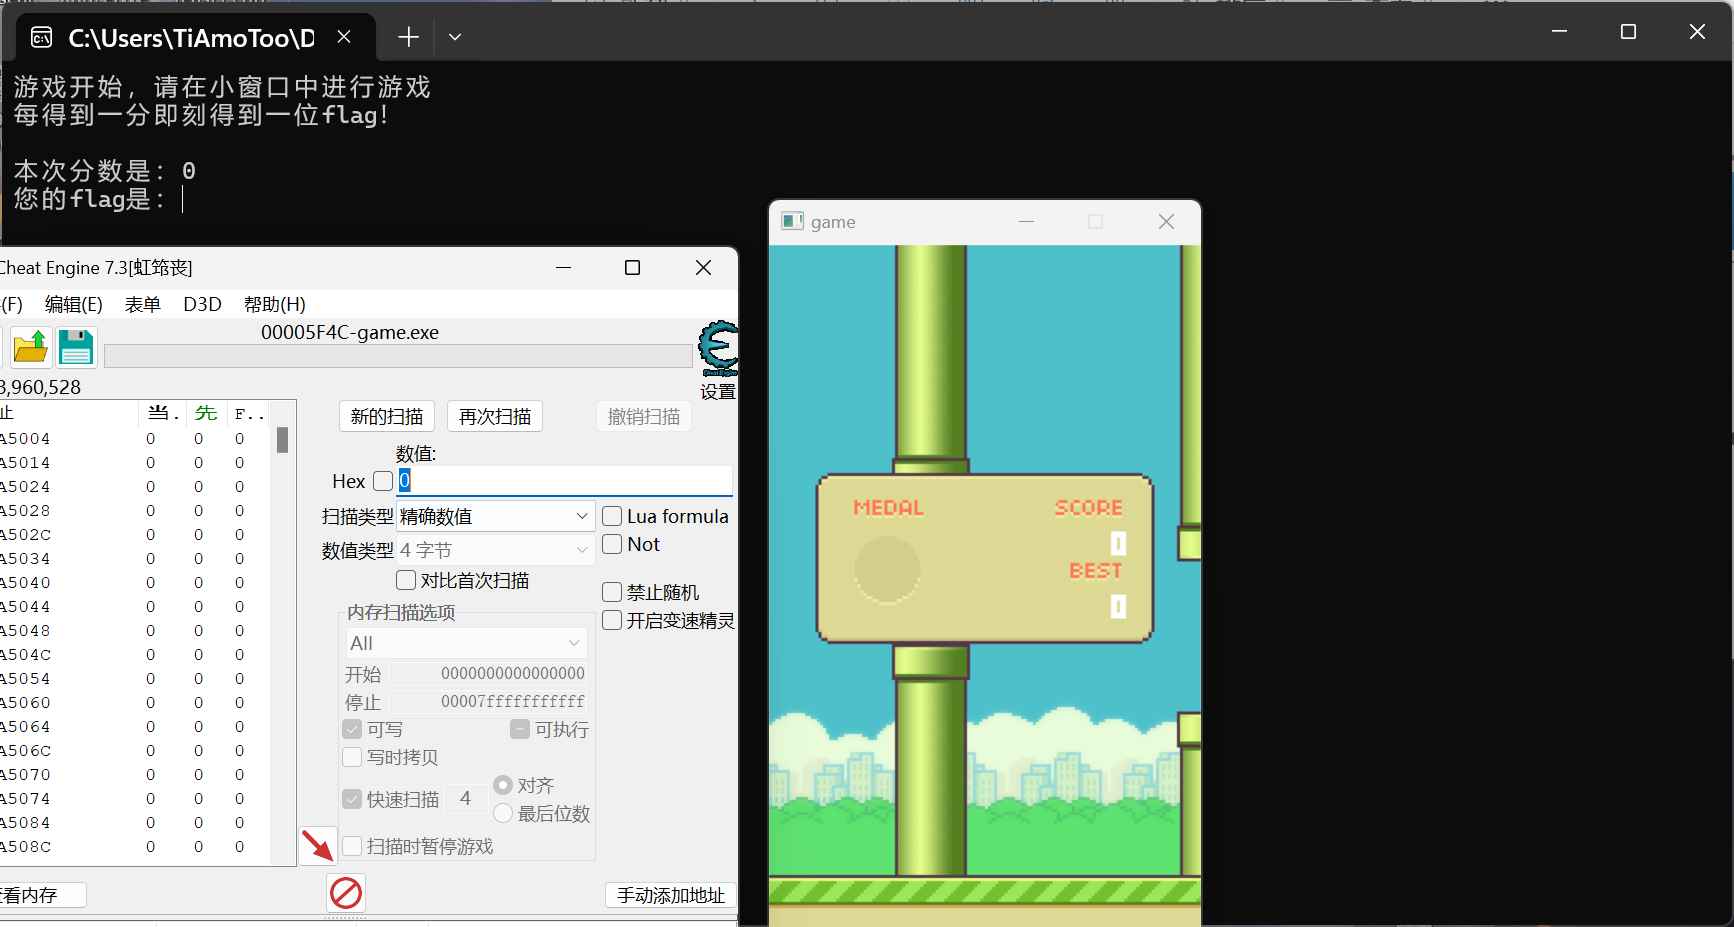 C:\Users\TiAmoToo\D
游戏开始，请在小窗口中进行游戏
每得到一分即刻得到一位flag！
本次分数是：0
您的flag是：
Cheat Engine 7.3[虹筇丧]
(F) 编辑(E) 表单 D3D 帮助(H)
00005F4C-game.exe
3,960,528
设置
止 当. 先 F..
A5004 0 0 0
A5014 0 0 0
A5024 0 0 0
A5028 0 0 0
A502C 0 0 0
A5034 0 0 0
A5040 0 0 0
A5044 0 0 0
A5048 0 0 0
A504C 0 0 0
A5054 0 0 0
A5060 0 0 0
A5064 0 0 0
A506C 0 0 0
A5070 0 0 0
A5074 0 0 0
A5084 0 0 0
A508C 0 0 0
新的扫描 再次扫描 撤销扫描
数值:
Hex 0
扫描类型 精确数值 Lua formula
数值类型 4 字节 Not
对比首次扫描
禁止随机
内存扫描选项
开启变速精灵
All
开始 0000000000000000
停止 00007fffffffffff
可写 可执行
写时拷贝
快速扫描 4 对齐
最后位数
扫描时暂停游戏
查看内存 手动添加地址
game
MEDAL SCORE
0
BEST
0